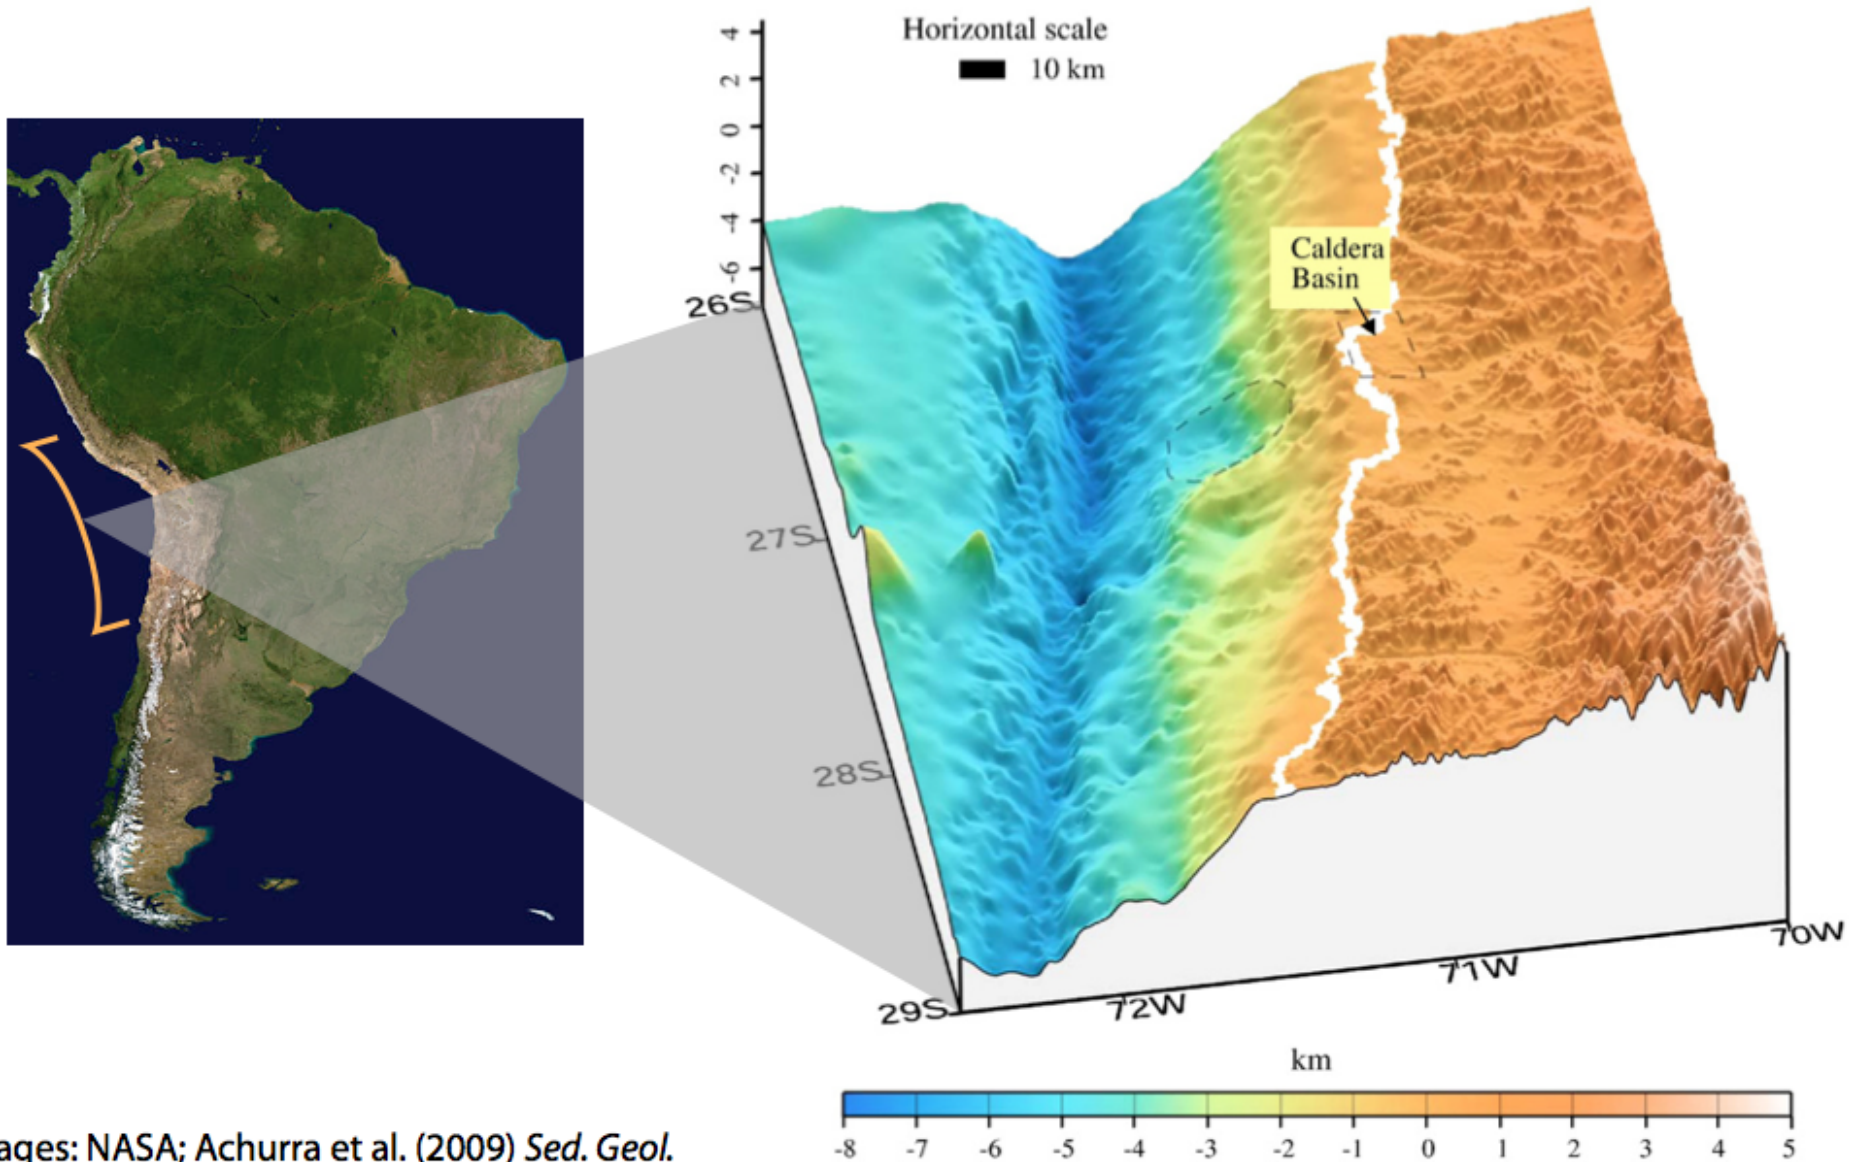 Horizontal scale
10 km
4
2
0
-2
-4
-6
Caldera
Basin
26S
27S
28S
29S
72W
71W
70W
km
-8 -7 -6 -5 -4 -3 -2 -1 0 1 2 3 4 5
ages: NASA; Achurra et al. (2009) Sed. Geol.